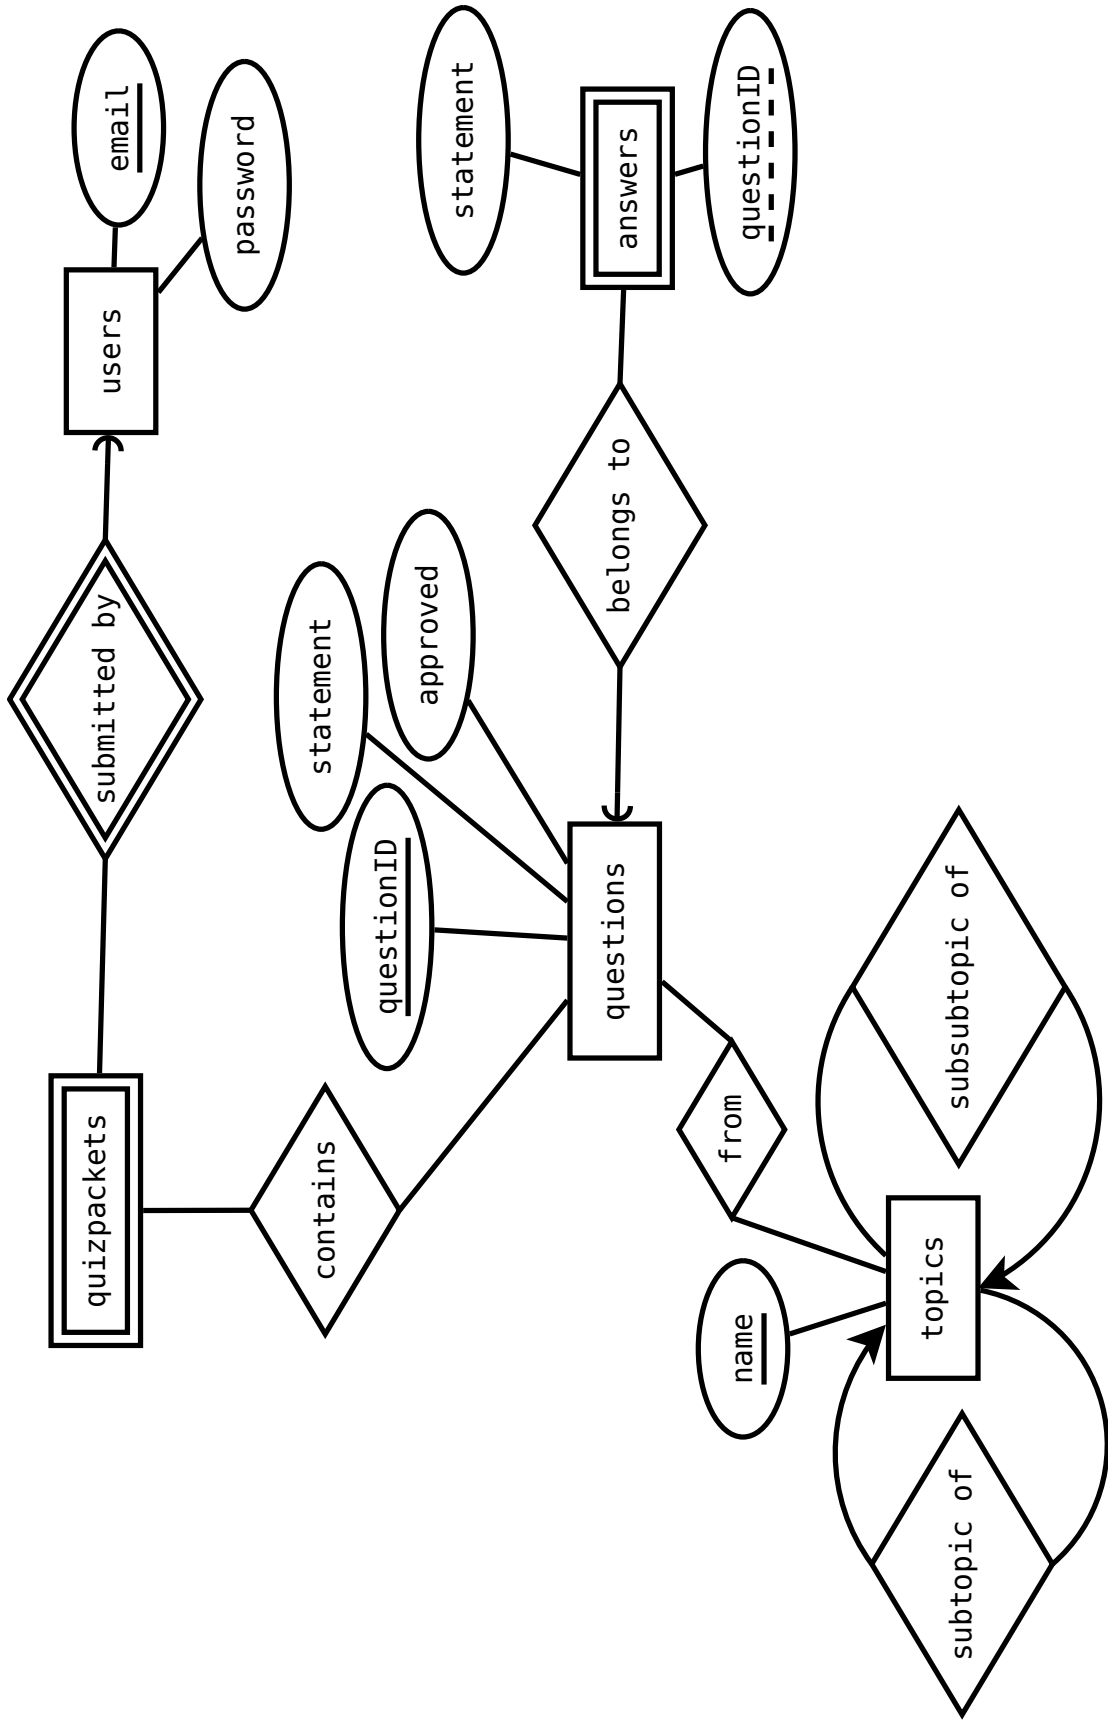 email
password
users
submitted by
quizpackets
contains
statement
answers
questionID
belongs to
statement
approved
questionID
questions
from
name
topics
subsubtopic of
subtopic of